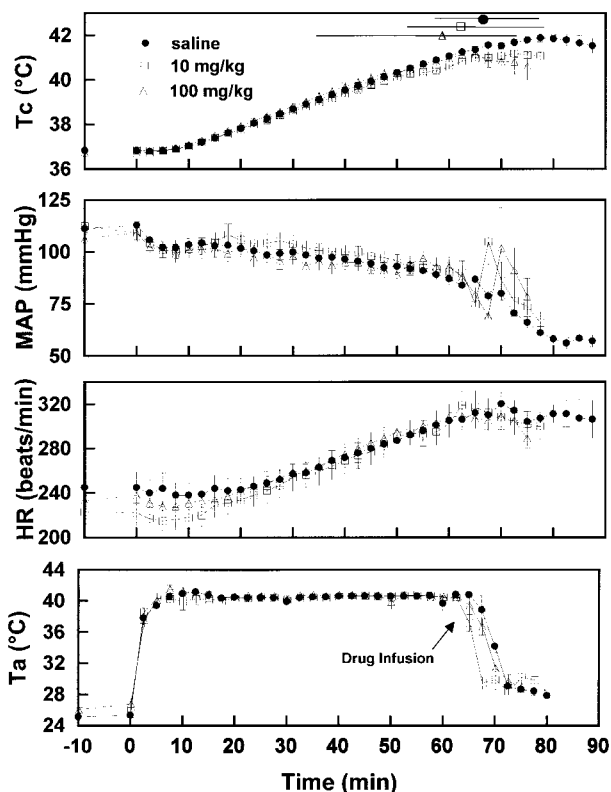 42
40
38
36
Tc (°C)
saline
10 mg/kg
100 mg/kg
125
100
75
50
MAP (mmHg)
320
280
240
200
HR (beats/min)
44
40
36
32
28
24
Ta (°C)
Drug Infusion
-10 0 10 20 30 40 50 60 70 80 90
Time (min)